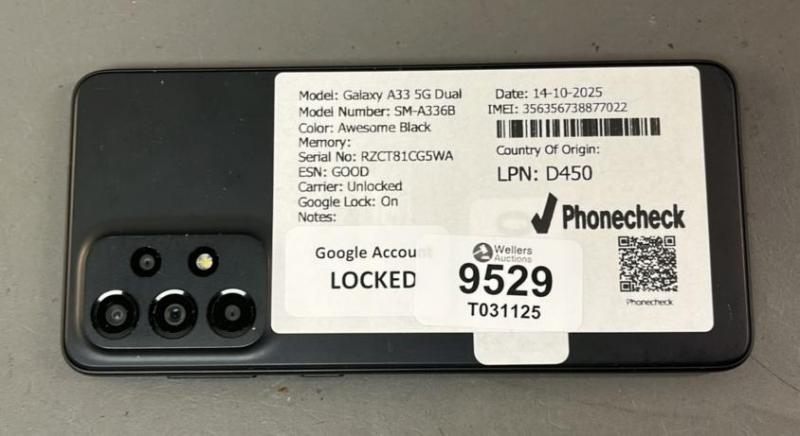 Model: Galaxy A33 5G Dual
Model Number: SM-A336B
Color: Awesome Black
Memory:
Serial No: RZCT81CG5WA
ESN: GOOD
Carrier: Unlocked
Google Lock: On
Notes:
Date: 14-10-2025
IMEI: 356356738877022
Country Of Origin:
LPN: D450
Phonecheck
Phonecheck
Google Account
LOCKED
Wellers
Auctions
9529
T031125